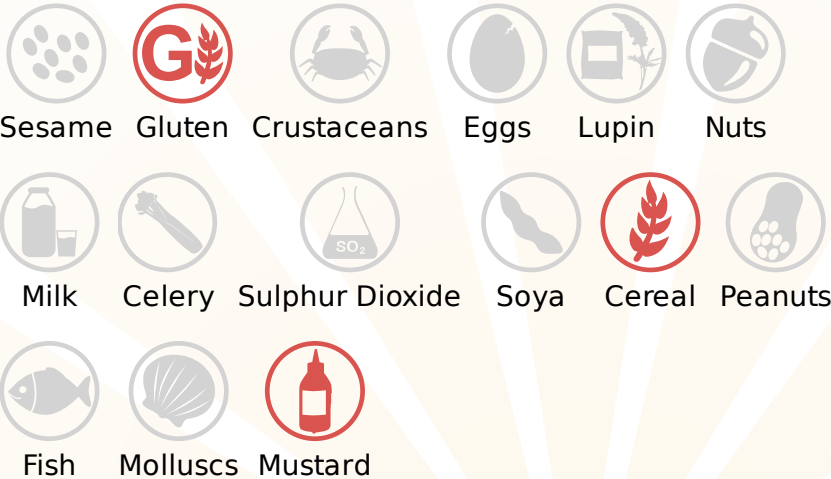 G
Sesame Gluten Crustaceans Eggs Lupin Nuts
SO₂
Milk Celery Sulphur Dioxide Soya Cereal Peanuts
Fish Molluscs Mustard